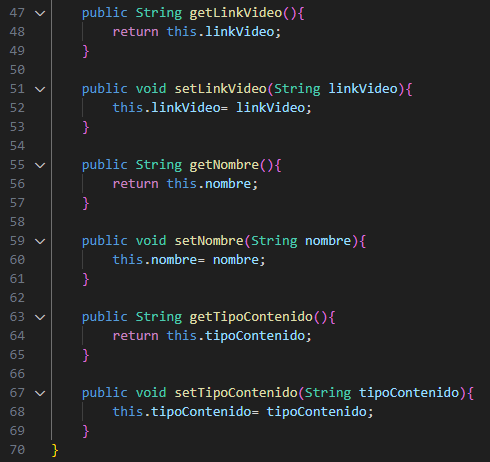 47 public String getLinkVideo(){
48 return this.linkVideo;
49 }
50
51 public void setLinkVideo(String linkVideo){
52 this.linkVideo= linkVideo;
53 }
54
55 public String getNombre(){
56 return this.nombre;
57 }
58
59 public void setNombre(String nombre){
60 this.nombre= nombre;
61 }
62
63 public String getTipoContenido(){
64 return this.tipoContenido;
65 }
66
67 public void setTipoContenido(String tipoContenido){
68 this.tipoContenido= tipoContenido;
69 }
70 }